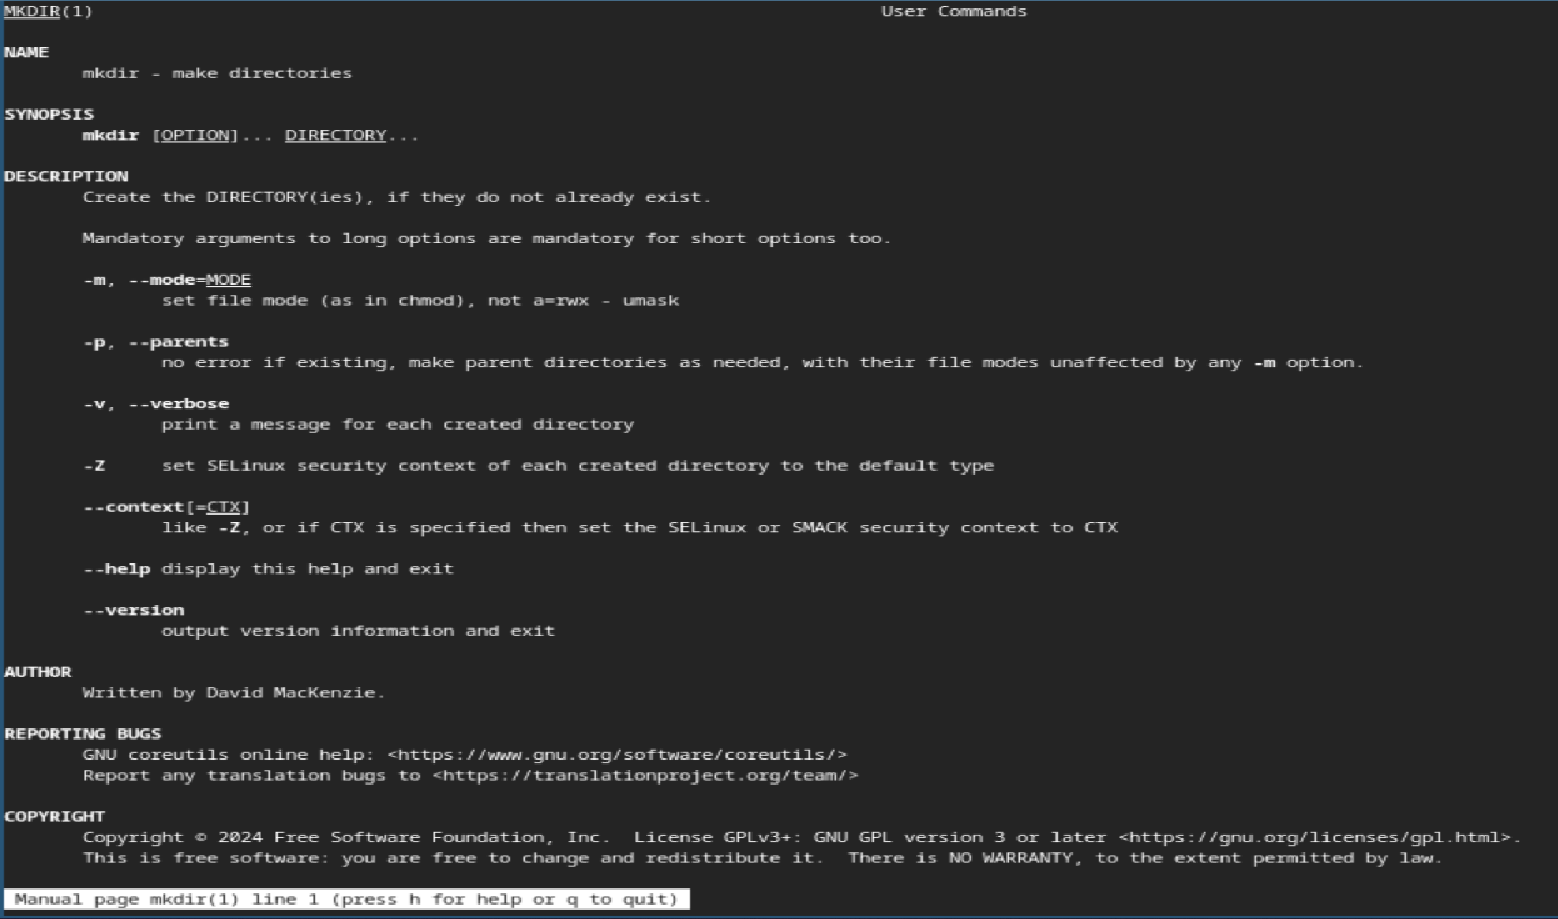 MKDIR(1) User Commands
NAME
mkdir - make directories
SYNOPSIS
mkdir [OPTION]... DIRECTORY...
DESCRIPTION
Create the DIRECTORY(ies), if they do not already exist.
Mandatory arguments to long options are mandatory for short options too.
-m, --mode=MODE
set file mode (as in chmod), not a=rwx - umask
-p, --parents
no error if existing, make parent directories as needed, with their file modes unaffected by any -m option.
-v, --verbose
print a message for each created directory
-Z set SELinux security context of each created directory to the default type
--context[=CTX]
like -Z, or if CTX is specified then set the SELinux or SMACK security context to CTX
--help display this help and exit
--version
output version information and exit
AUTHOR
Written by David MacKenzie.
REPORTING BUGS
GNU coreutils online help: <https://www.gnu.org/software/coreutils/>
Report any translation bugs to <https://translationproject.org/team/>
COPYRIGHT
Copyright © 2024 Free Software Foundation, Inc.  License GPLv3+: GNU GPL version 3 or later <https://gnu.org/licenses/gpl.html>.
This is free software: you are free to change and redistribute it.  There is NO WARRANTY, to the extent permitted by law.
Manual page mkdir(1) line 1 (press h for help or q to quit)